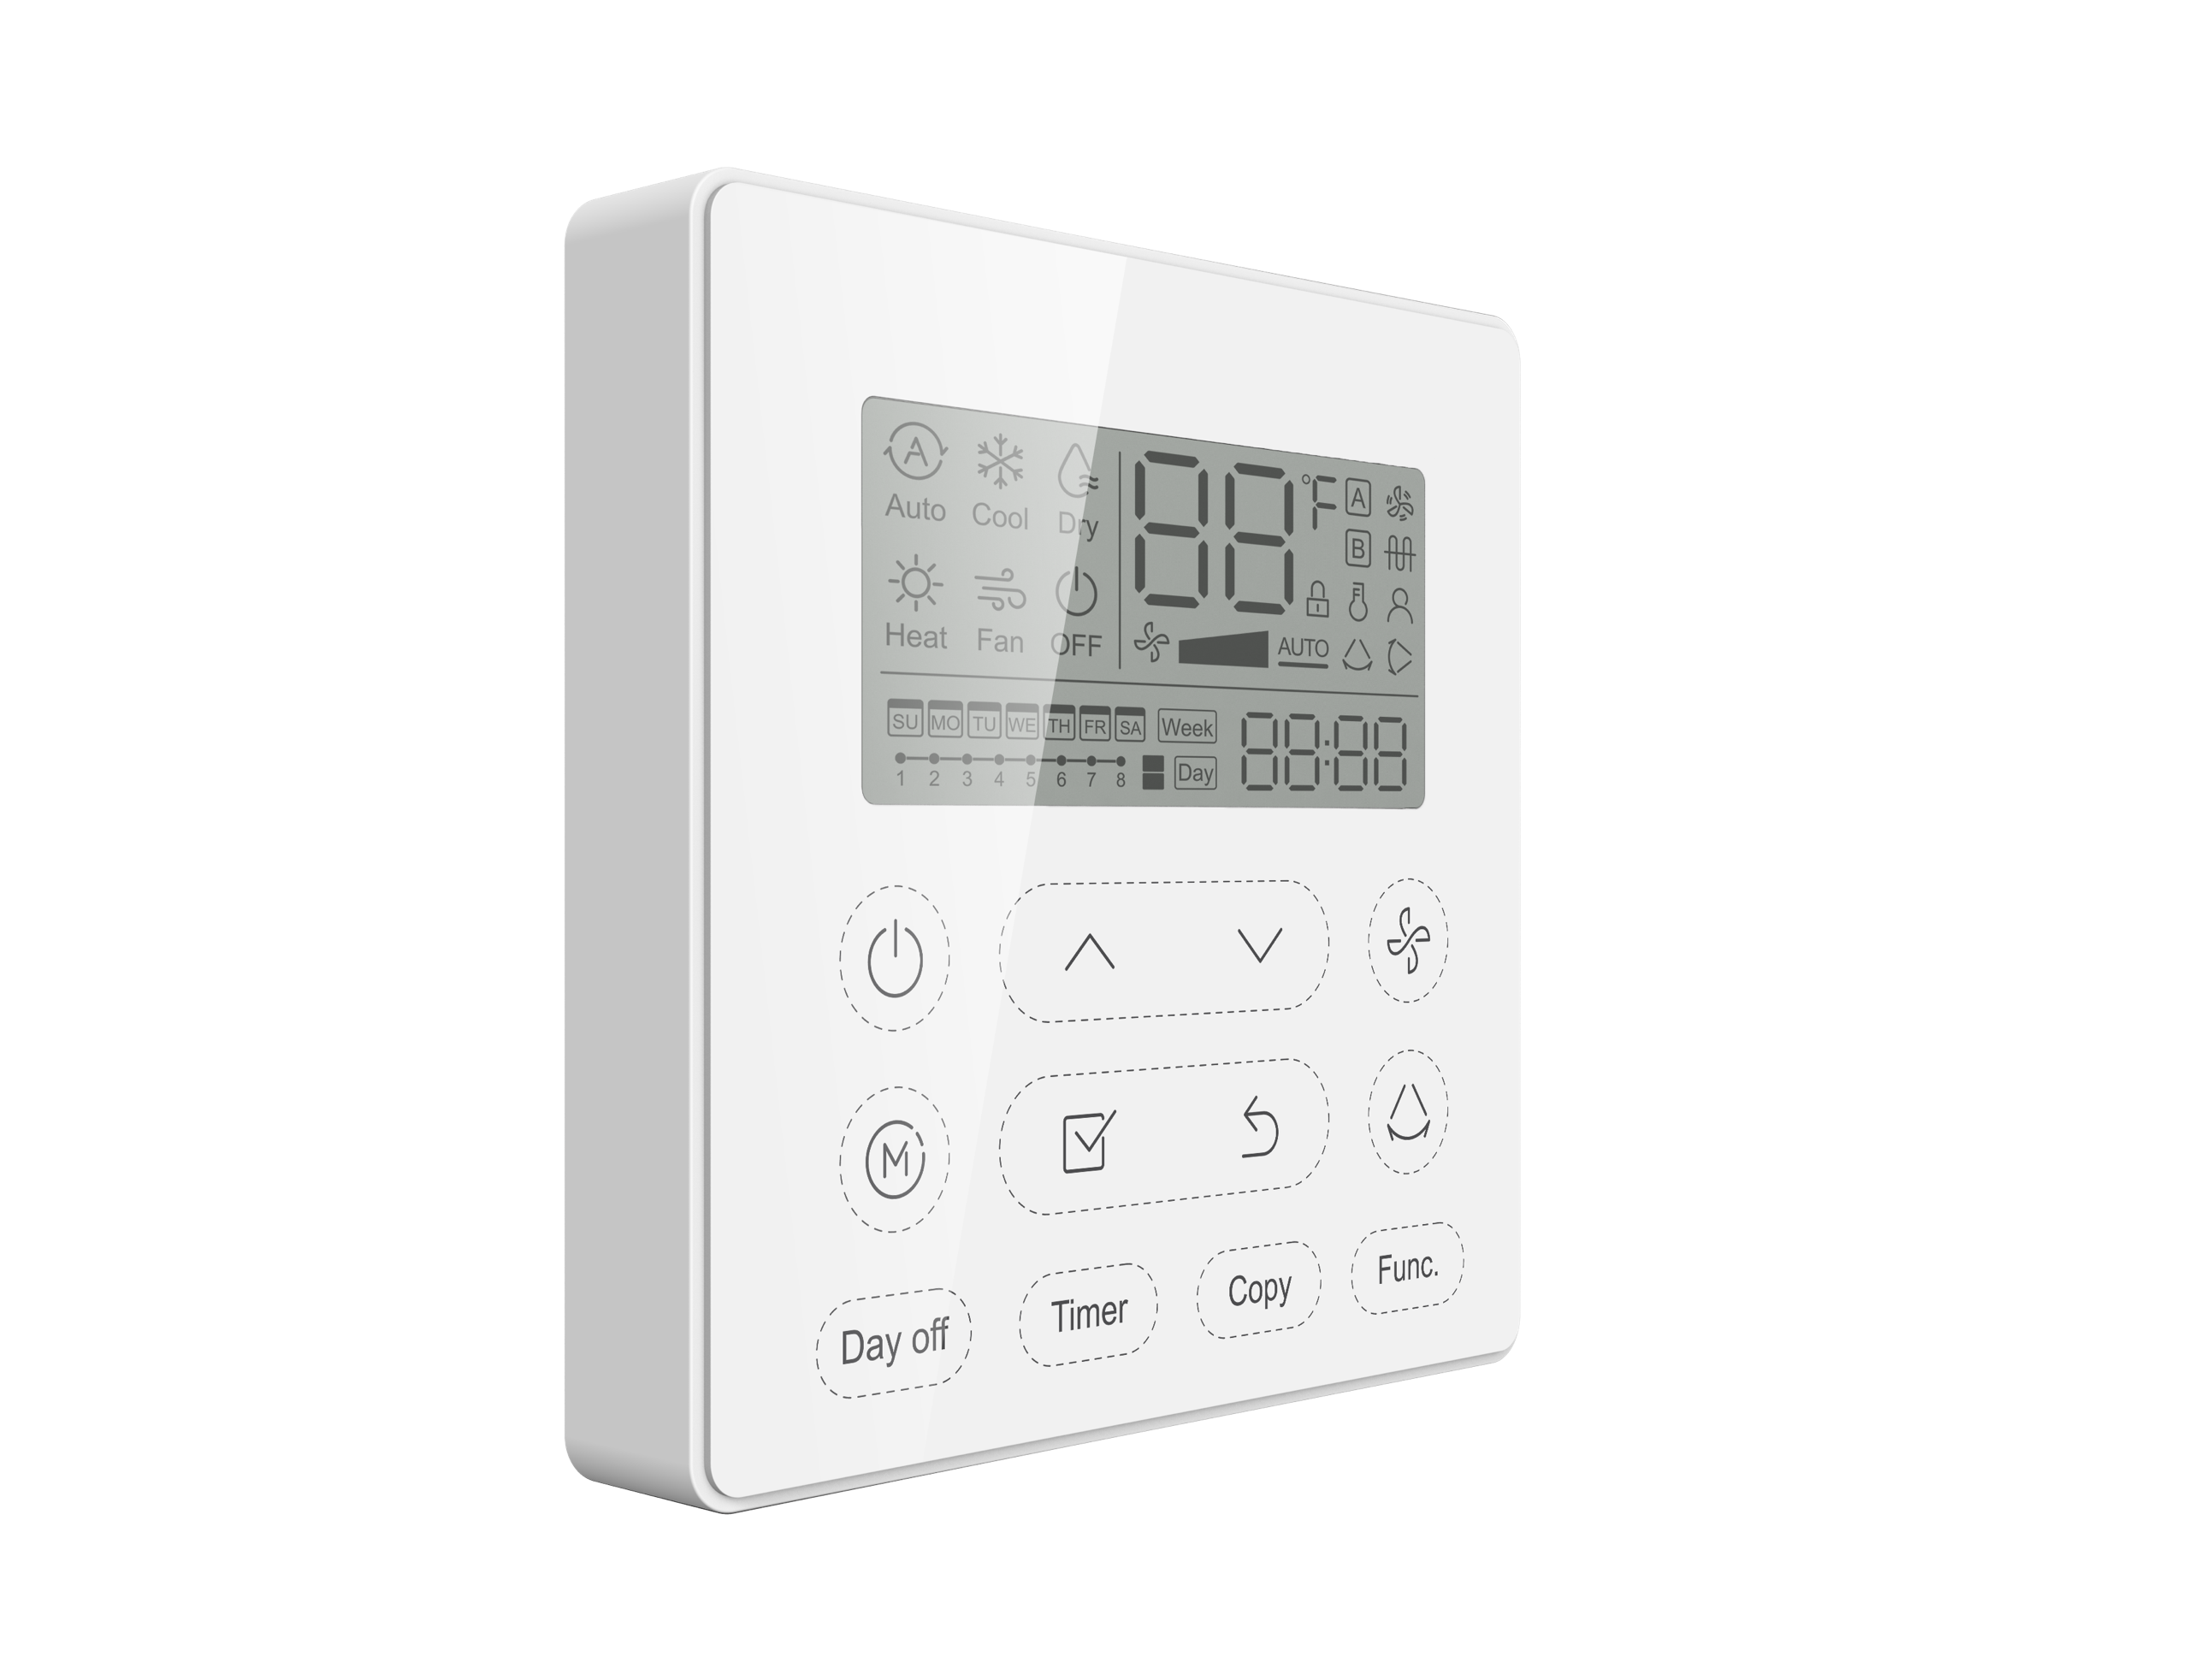 A
Auto Cool Dry
Heat Fan OFF
88 °F A
B
F
AUTO
SU MO TU WE TH FR SA Week
1 2 3 4 5 6 7 8 Day
88:88
M
Day off Timer Copy Func.